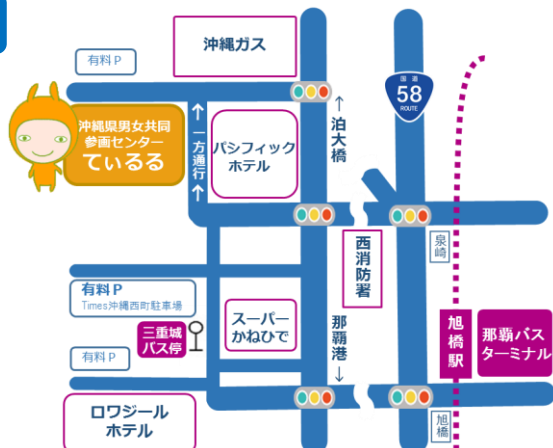 沖縄ガス
有料P
国道
58
ROUTE
沖縄県男女共同
参画センター
てぃるる
↑一方通行↑
パシフィック
ホテル
↑泊大橋
泉崎
西消防署
有料P
Times沖縄西町駐車場
三重城
バス停
スーパー
かねひで
那覇港↓
旭橋駅
那覇バス
ターミナル
有料P
ロワジール
ホテル
旭橋